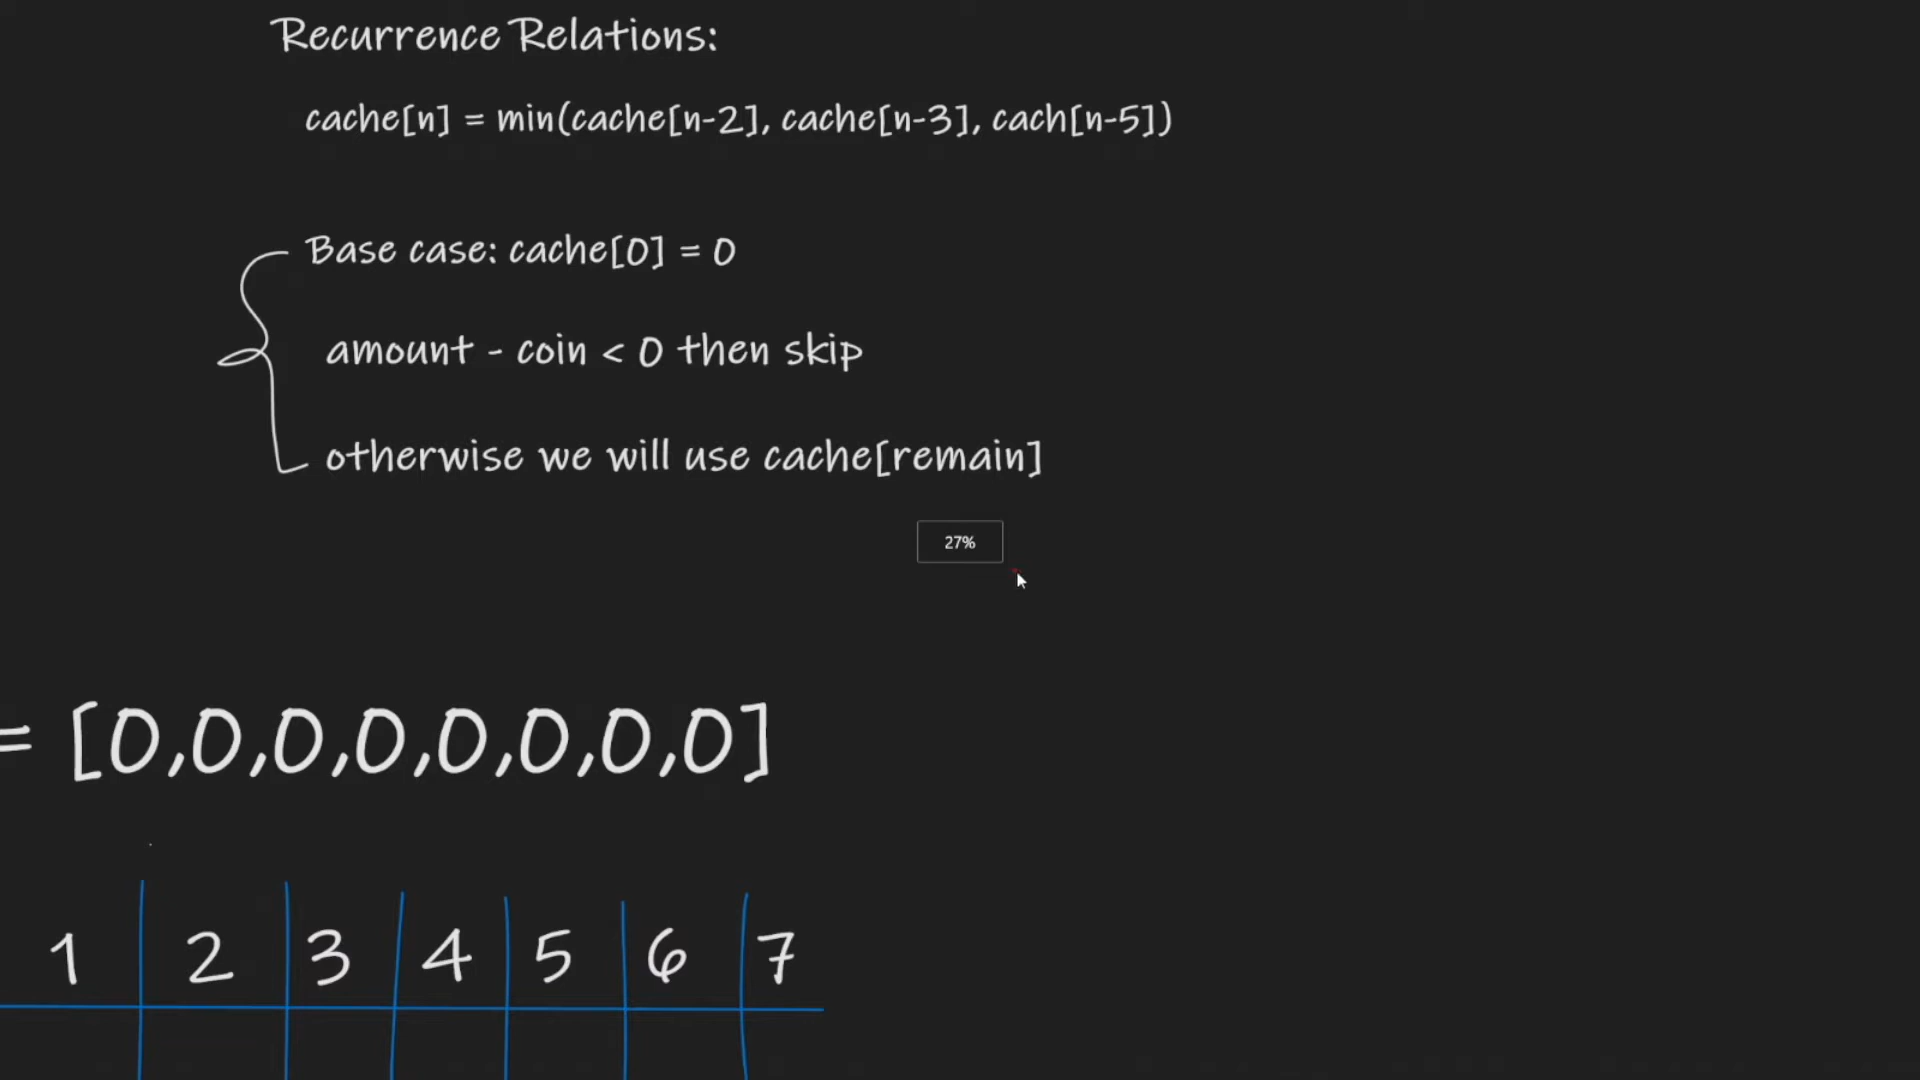 Recurrence Relations:
cache[n] = min(cache[n-2], cache[n-3], cach[n-5])
Base case: cache[0] = 0
amount - coin < 0 then skip
otherwise we will use cache[remain]
27%
= [0,0,0,0,0,0,0,0]
1 2 3 4 5 6 7